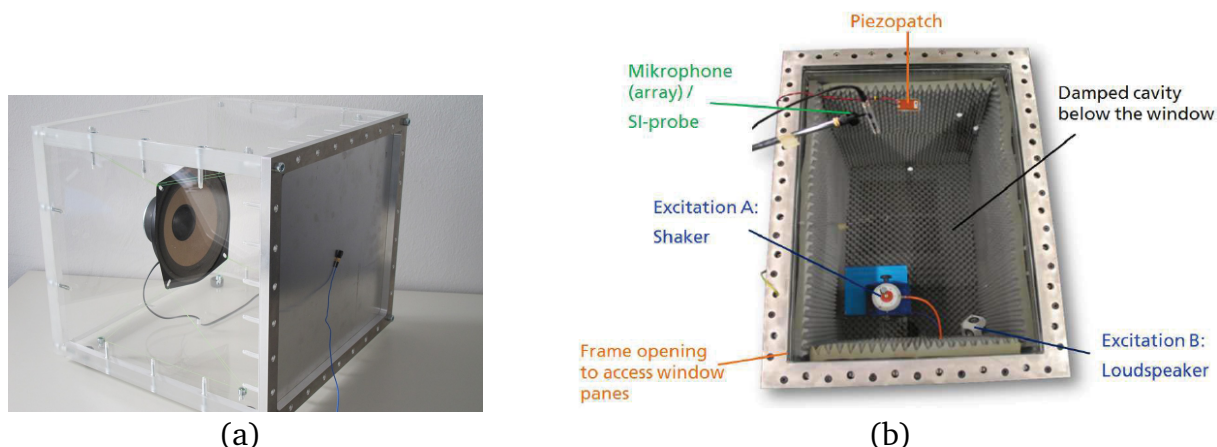 Piezopatch
Mikrophone
(array) /
SI-probe
Damped cavity
below the window
Excitation A:
Shaker
Frame opening
to access window
panes
Excitation B:
Loudspeaker
(a)
(b)